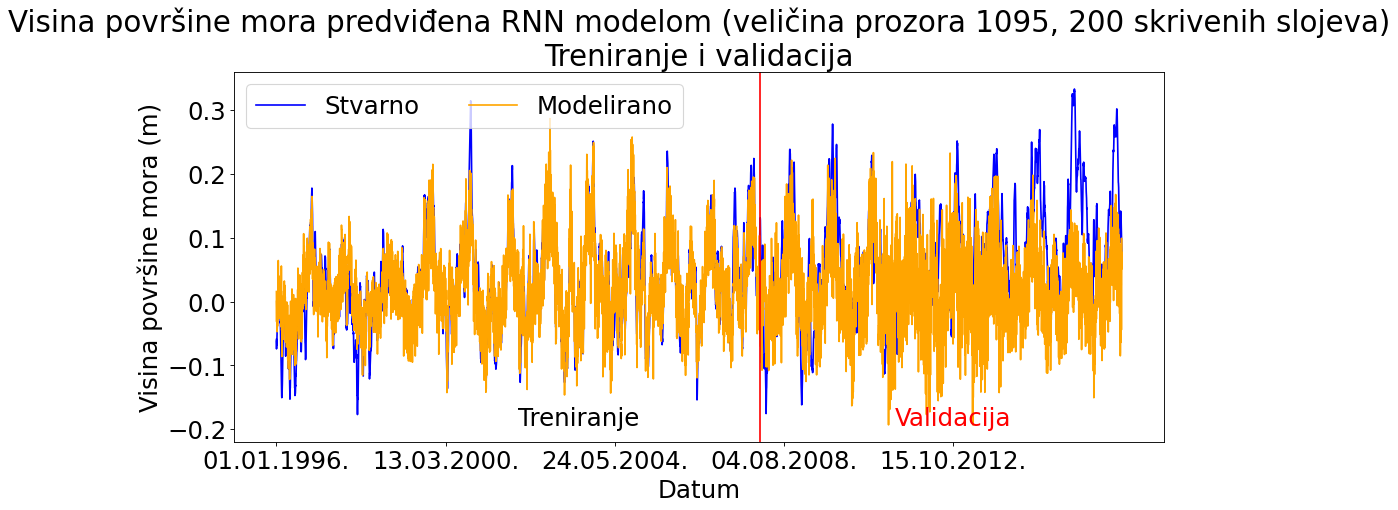 Visina površine mora predviđena RNN modelom (veličina prozora 1095, 200 skrivenih slojeva)
Treniranje i validacija
Stvarno
Modelirano
Visina površine mora (m)
0.3
0.2
0.1
0.0
−0.1
−0.2
Treniranje
Validacija
01.01.1996.
13.03.2000.
24.05.2004.
04.08.2008.
15.10.2012.
Datum